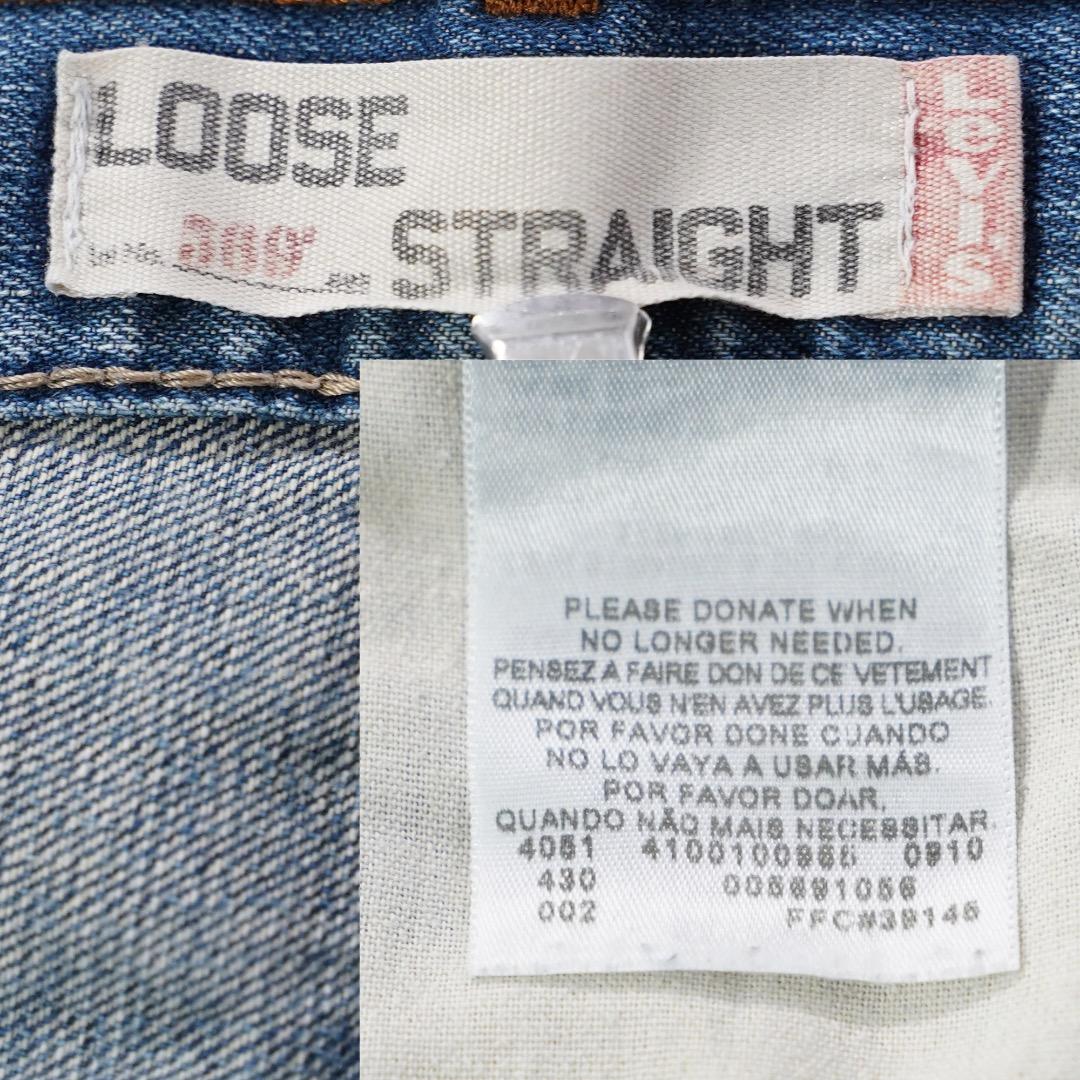 LOOSE
STRAIGHT
Levi's
PLEASE DONATE WHEN
NO LONGER NEEDED.
PENSEZ A FAIRE DON DE CE VETEMENT
QUAND VOUS N'EN AVEZ PLUS L'USAGE.
POR FAVOR DONE CUANDO
NO LO VAYA A USAR MÁS.
POR FAVOR DOAR,
QUANDO NÃO MAIS NECESSITAR.
4051 0910
430
002